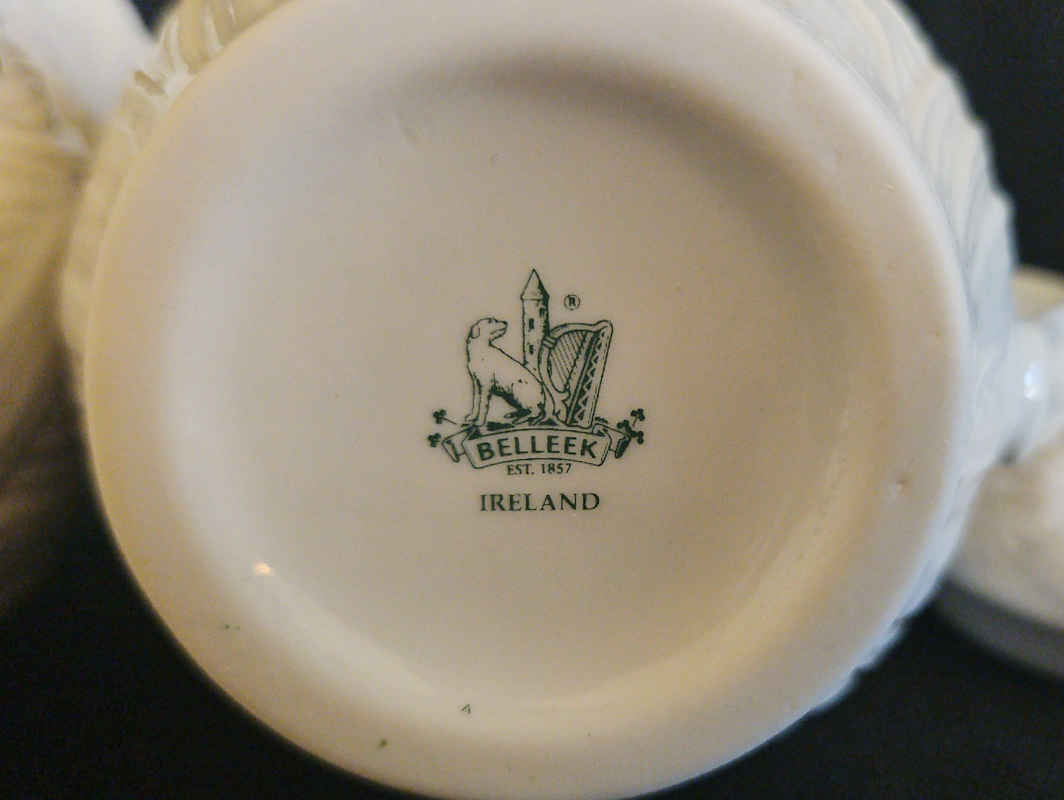 ®
BELLEEK
EST. 1857
IRELAND